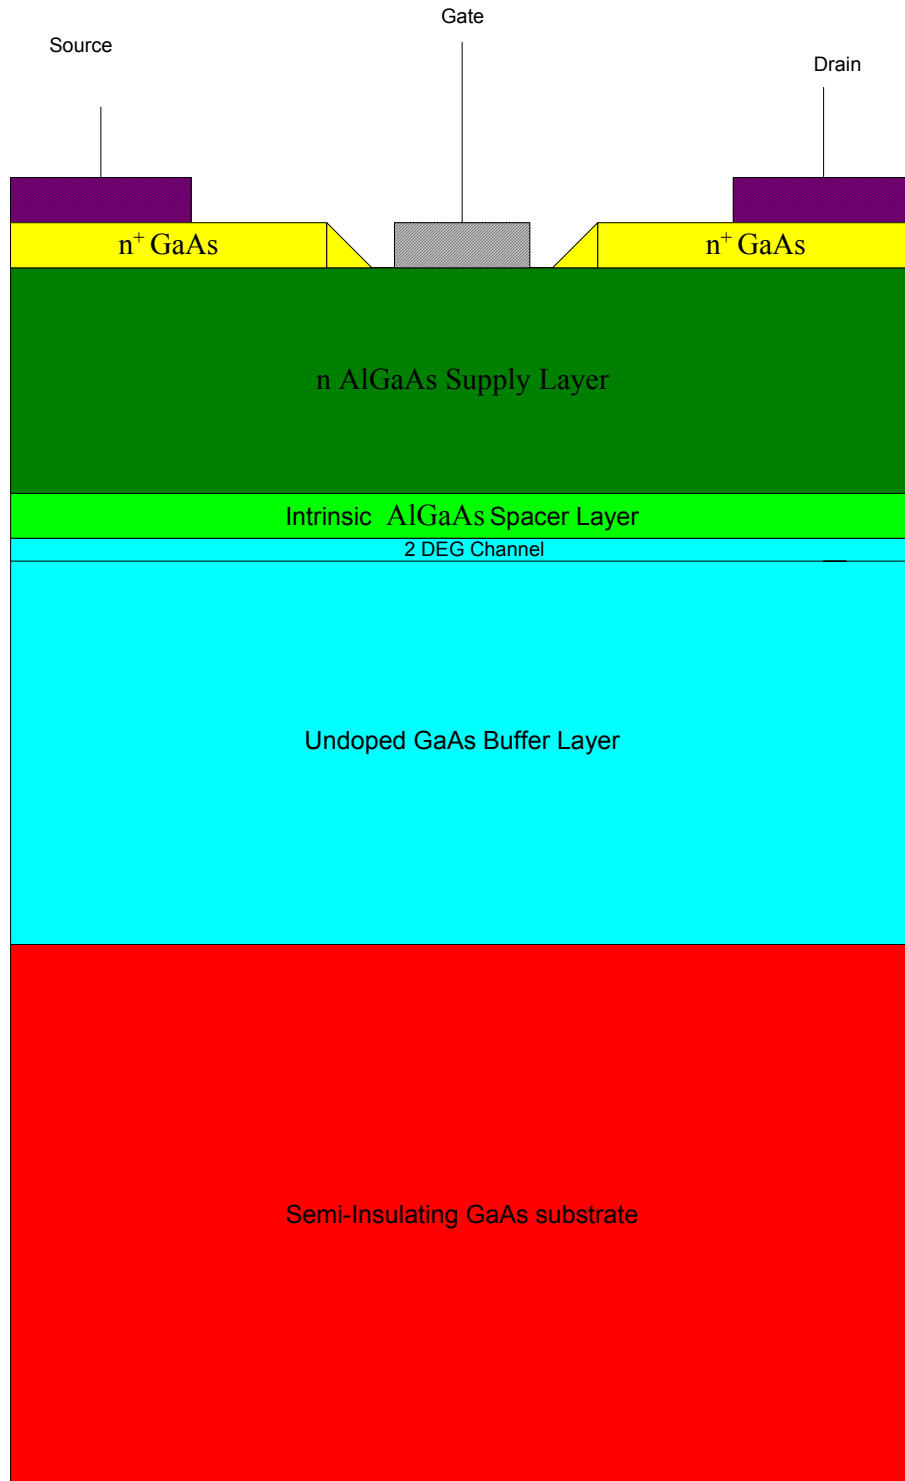 Gate
Source
Drain
n+ GaAs
n+ GaAs
n AlGaAs Supply Layer
Intrinsic AlGaAs Spacer Layer
2 DEG Channel
Undoped GaAs Buffer Layer
Semi-Insulating GaAs substrate